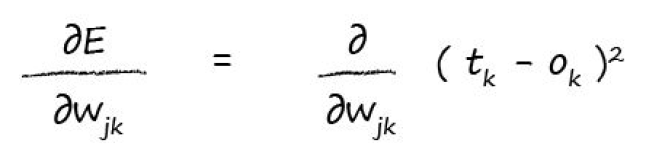 ∂E/∂w_jk = ∂/∂w_jk ( t_k - o_k )²